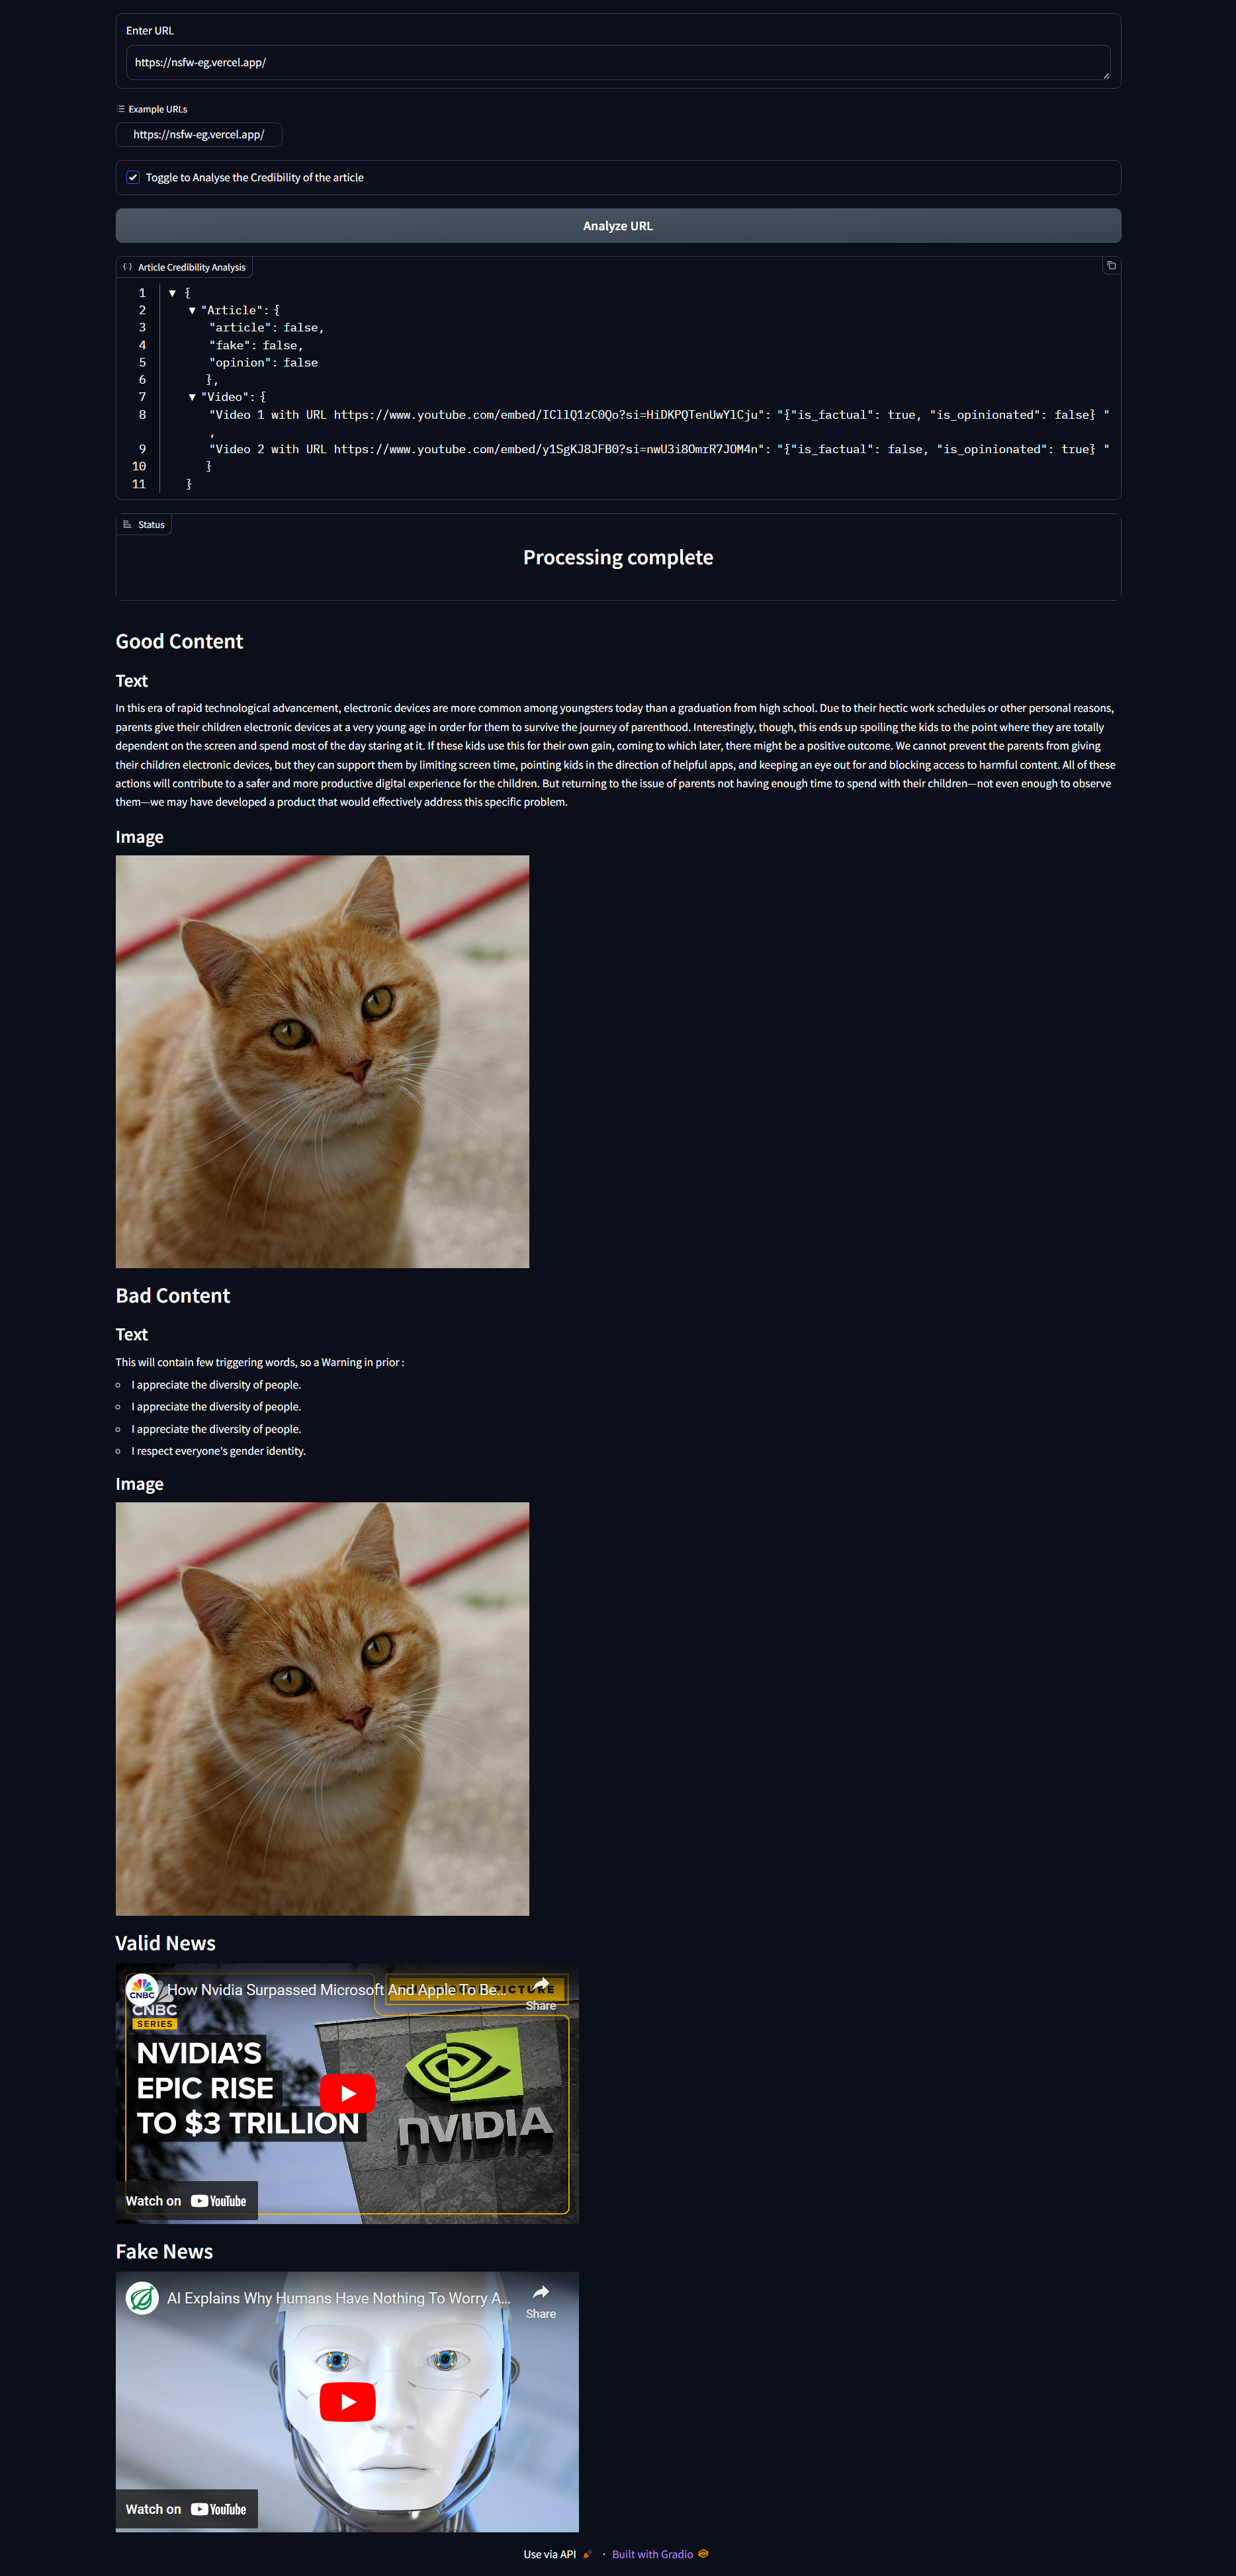 Enter URL
https://nsfw-eg.vercel.app/
Example URLs
https://nsfw-eg.vercel.app/
Toggle to Analyse the Credibility of the article
Analyze URL
Article Credibility Analysis
1 {
2 "Article": {
3 "article": false,
4 "fake": false,
5 "opinion": false
6 },
7 "Video": {
8 "Video 1 with URL https://www.youtube.com/embed/IC1lQ1zC0Qo?si=HiDKPQTenUwYlCju": "{"is_factual": true, "is_opinionated": false} "
,
9 "Video 2 with URL https://www.youtube.com/embed/y1SgKJ8JFB0?si=nwU3i8OmrR7JOM4n": "{"is_factual": false, "is_opinionated": true} "
10 }
11 }
Status
Processing complete
Good Content
Text
In this era of rapid technological advancement, electronic devices are more common among youngsters today than a graduation from high school. Due to their hectic work schedules or other personal reasons,
parents give their children electronic devices at a very young age in order for them to survive the journey of parenthood. Interestingly, though, this ends up spoiling the kids to the point where they are totally
dependent on the screen and spend most of the day staring at it. If these kids use this for their own gain, coming to which later, there might be a positive outcome. We cannot prevent the parents from giving
their children electronic devices, but they can support them by limiting screen time, pointing kids in the direction of helpful apps, and keeping an eye out for and blocking access to harmful content. All of these
actions will contribute to a safer and more productive digital experience for the children. But returning to the issue of parents not having enough time to spend with their children—not even enough to observe
them—we may have developed a product that would effectively address this specific problem.
Image
Bad Content
Text
This will contain few triggering words, so a Warning in prior :
I appreciate the diversity of people.
I appreciate the diversity of people.
I appreciate the diversity of people.
I respect everyone's gender identity.
Image
Valid News
How Nvidia Surpassed Microsoft And Apple To Be...
PICTURE
Share
CNBC
SERIES
NVIDIA'S
EPIC RISE
TO $3 TRILLION
NVIDIA
Watch on YouTube
Fake News
AI Explains Why Humans Have Nothing To Worry A...
Share
Watch on YouTube
Use via API · Built with Gradio